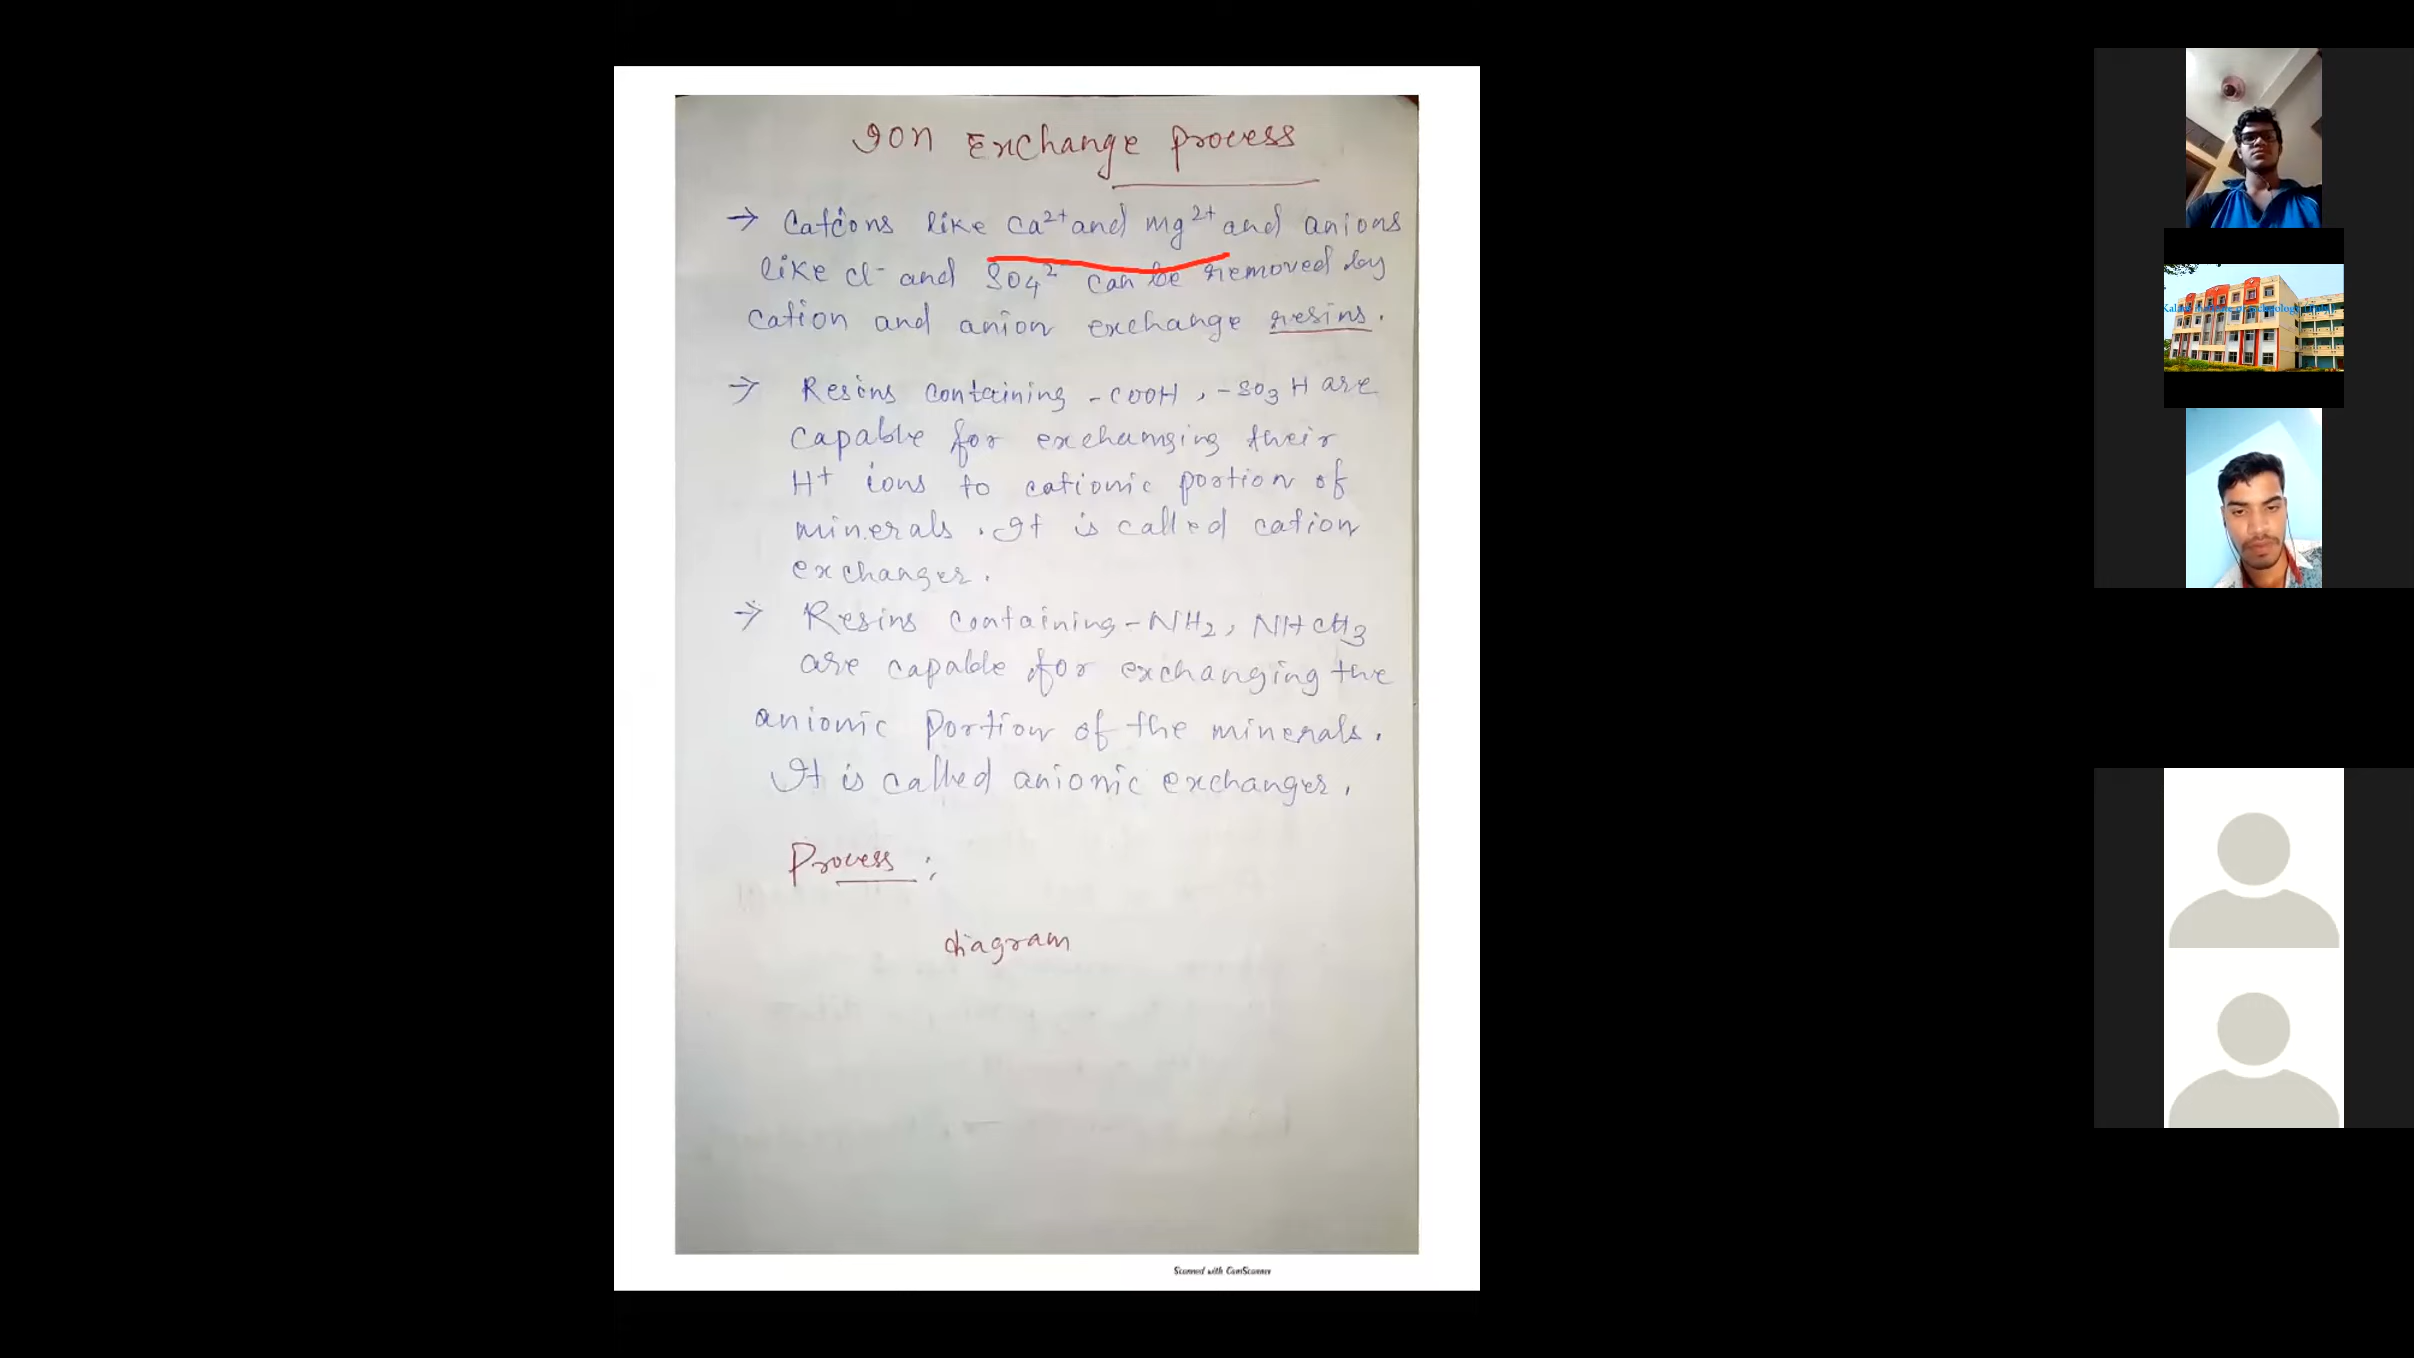 Ion Exchange Process
→ Cations like Ca²⁺ and Mg²⁺ and anions
like Cl⁻ and SO₄² can be removed by
cation and anion exchange resins.
→ Resins containing -COOH, -SO₃H are
capable for exchanging their
H⁺ ions to cationic portion of
minerals. It is called cation
exchanger.
→ Resins containing -NH₂, NHCH₃
are capable for exchanging the
anionic portion of the minerals.
It is called anionic exchanger.
Process:
diagram
Scanned with CamScanner